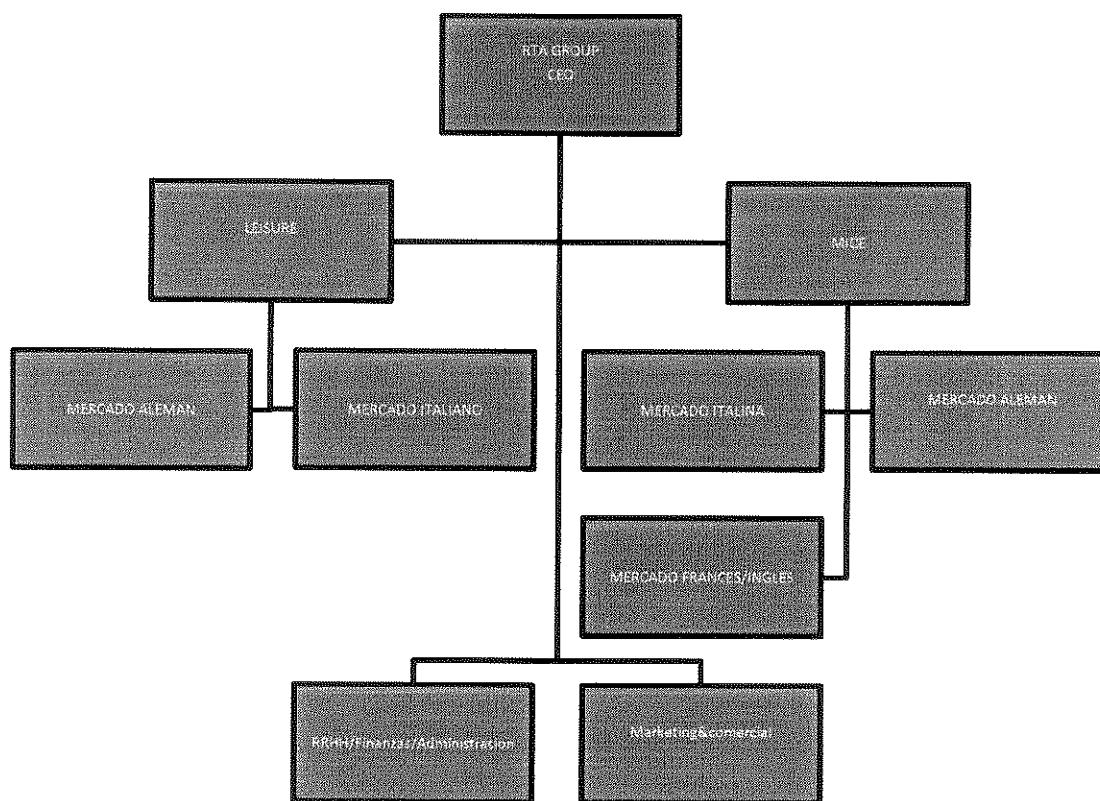 RTA GROUP
CEO
LEISURE
MICE
MERCADO ALEMAN
MERCADO ITALIANO
MERCADO ITALINA
MERCADO ALEMAN
MERCADO FRANCES/INGLES
RRHH/Finanzas/Administracion
Marketing&comercial